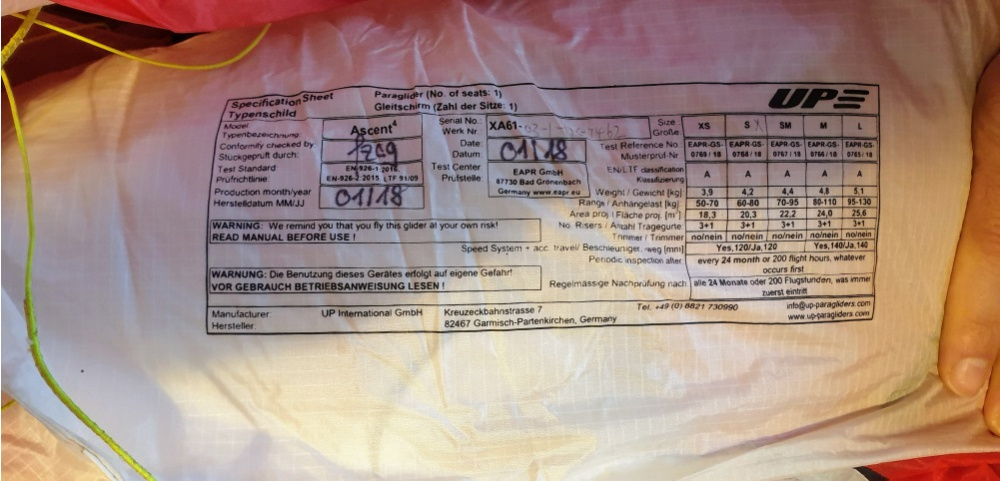 Specification Sheet Paraglider (No. of seats: 1)
Typenschild Gleitschirm (Zahl der Sitze: 1)
UP
Model Ascent⁴ Serial No.: XA61- Size XS S X SM M L
Typenbezeichnung Werk Nr. Größe
Conformity checked by Date: 01/18 Test Reference No EAPR-GS- EAPR-GS- EAPR-GS- EAPR-GS- EAPR-GS-
Stückgeprüft durch: Datum: Musterprüf-Nr 0769 / 18 0768 / 18 0767 / 18 0766 / 18 0765 / 18
Test Standard EN-926-1:2015, Test Center EAPR GmbH EN/LTF classification A A A A A
Prüfrichtlinie: EN-926-2:2015, LTF 91/09 Prüfstelle: 87730 Bad Grönenbach Klassifizierung
Germany www.eapr.eu
Production month/year 01/18 Weight / Gewicht [kg] 3,9 4,2 4,4 4,8 5,1
Herstelldatum MM/JJ Range / Anhängelast [kg] 50-70 60-80 70-95 80-110 95-130
Area proj / Fläche proj. [m²] 18,3 20,3 22,2 24,0 25,6
WARNING: We remind you that you fly this glider at your own risk! No. Risers / Anzahl Tragegurte: 3+1 3+1 3+1 3+1 3+1
READ MANUAL BEFORE USE ! Trimmer / Trimmer no/nein no/nein no/nein no/nein no/nein
Speed System + acc. travel/ Beschleuniger, -weg [mm] Yes,120/Ja,120 Yes,140/Ja,140
Periodic inspection after every 24 month or 200 flight hours, whatever
occurs first
WARNUNG: Die Benutzung dieses Gerätes erfolgt auf eigene Gefahr!
VOR GEBRAUCH BETRIEBSANWEISUNG LESEN ! Regelmässige Nachprüfung nach: alle 24 Monate oder 200 Flugstunden, was immer
zuerst eintritt
Manufacturer UP International GmbH Kreuzeckbahnstrasse 7 Tel. +49 (0) 8821 730990 info@up-paragliders.com
Hersteller: 82467 Garmisch-Partenkirchen, Germany www.up-paragliders.com